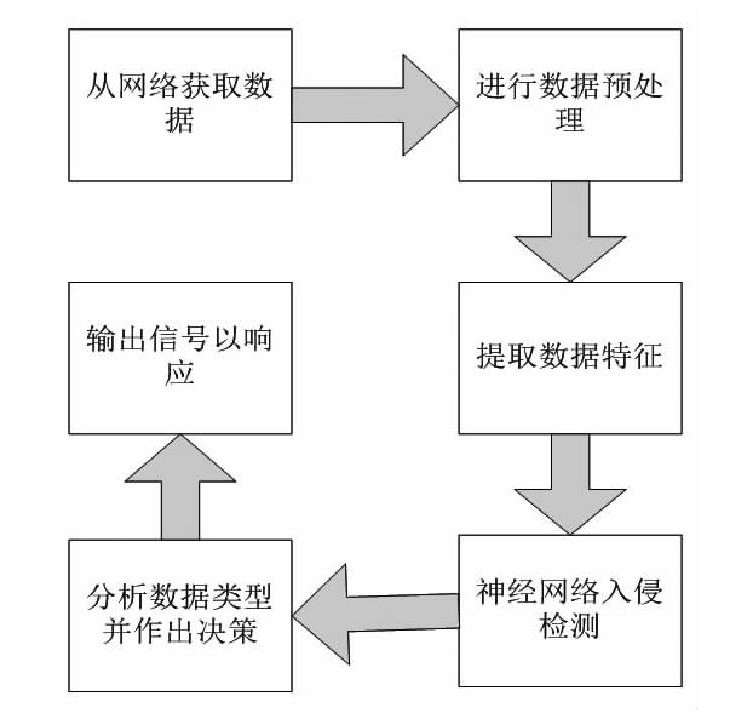 从网络获取数
据
进行数据预处
理
提取数据特征
神经网络入侵
检测
分析数据类型
并作出决策
输出信号以响
应